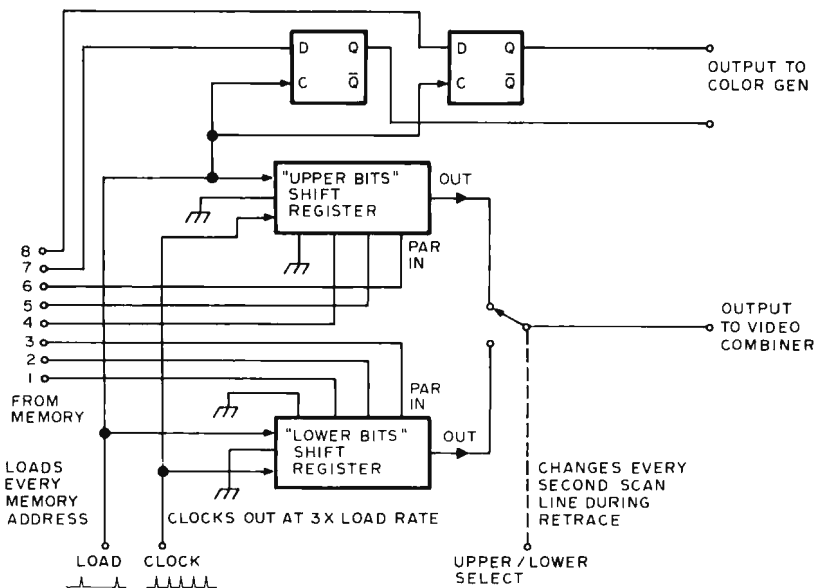 D Q
C Q̅
D Q
C Q̅
OUTPUT TO
COLOR GEN
"UPPER BITS"
SHIFT
REGISTER
OUT
PAR
IN
8
7
6
5
4
3
2
1
FROM
MEMORY
OUTPUT
TO VIDEO
COMBINER
PAR
IN
"LOWER BITS"
SHIFT
REGISTER
OUT
LOADS
EVERY
MEMORY
ADDRESS
CLOCKS OUT AT 3X LOAD RATE
CHANGES EVERY
SECOND SCAN
LINE DURING
RETRACE
LOAD
CLOCK
UPPER / LOWER
SELECT